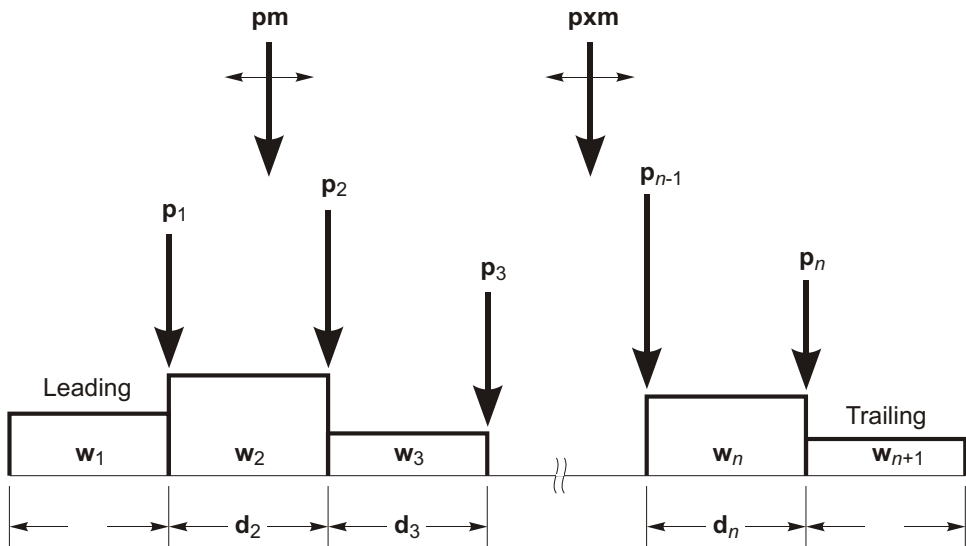 pm pxm
p1 p2 p3 pn-1 pn
Leading Trailing
w1 w2 w3 wn wn+1
d2 d3 dn